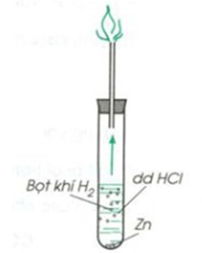 Bọt khí H₂
dd HCl
Zn